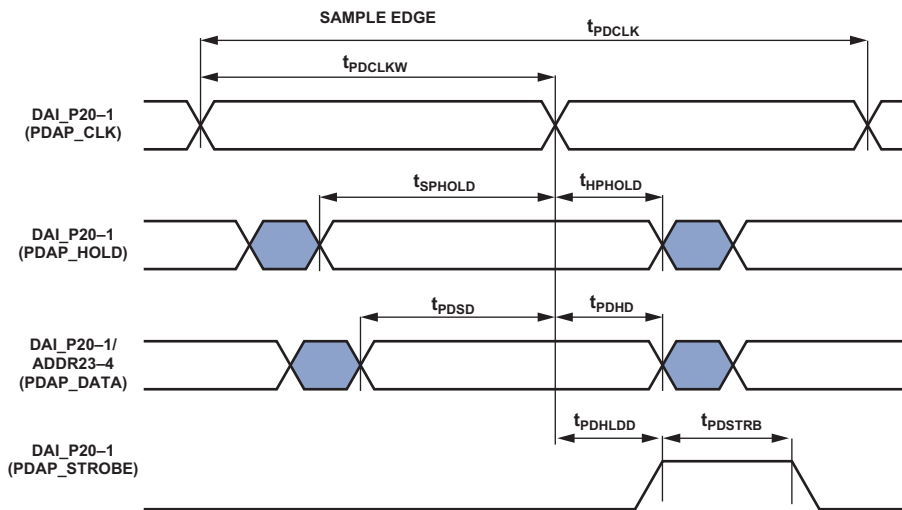 SAMPLE EDGE
tPDCLK
tPDCLKW
DAI_P20–1
(PDAP_CLK)
tSPHOLD
tHPHOLD
DAI_P20–1
(PDAP_HOLD)
tPDSD
tPDHD
DAI_P20–1/
ADDR23–4
(PDAP_DATA)
tPDHLDD
tPDSTRB
DAI_P20–1
(PDAP_STROBE)